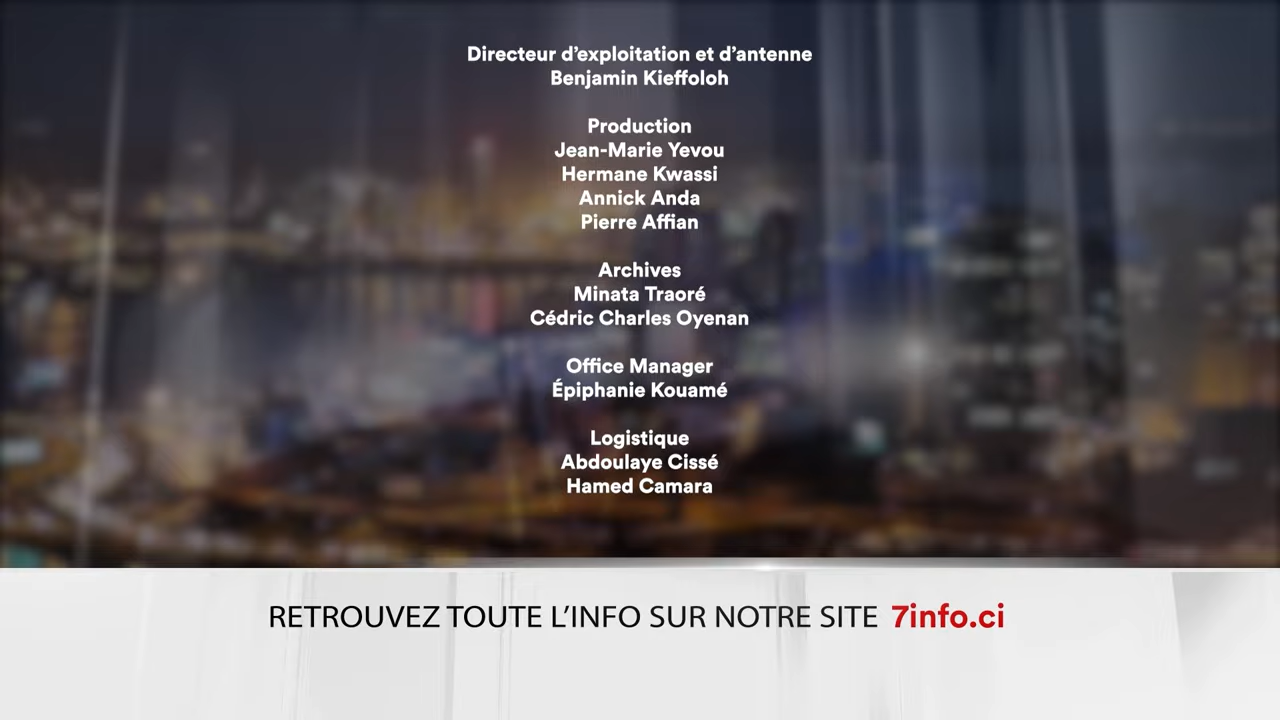 Directeur d’exploitation et d’antenne
Benjamin Kieffoloh
Production
Jean-Marie Yevou
Hermane Kwassi
Annick Anda
Pierre Affian
Archives
Minata Traoré
Cédric Charles Oyenan
Office Manager
Épiphanie Kouamé
Logistique
Abdoulaye Cissé
Hamed Camara
RETROUVEZ TOUTE L’INFO SUR NOTRE SITE 7info.ci